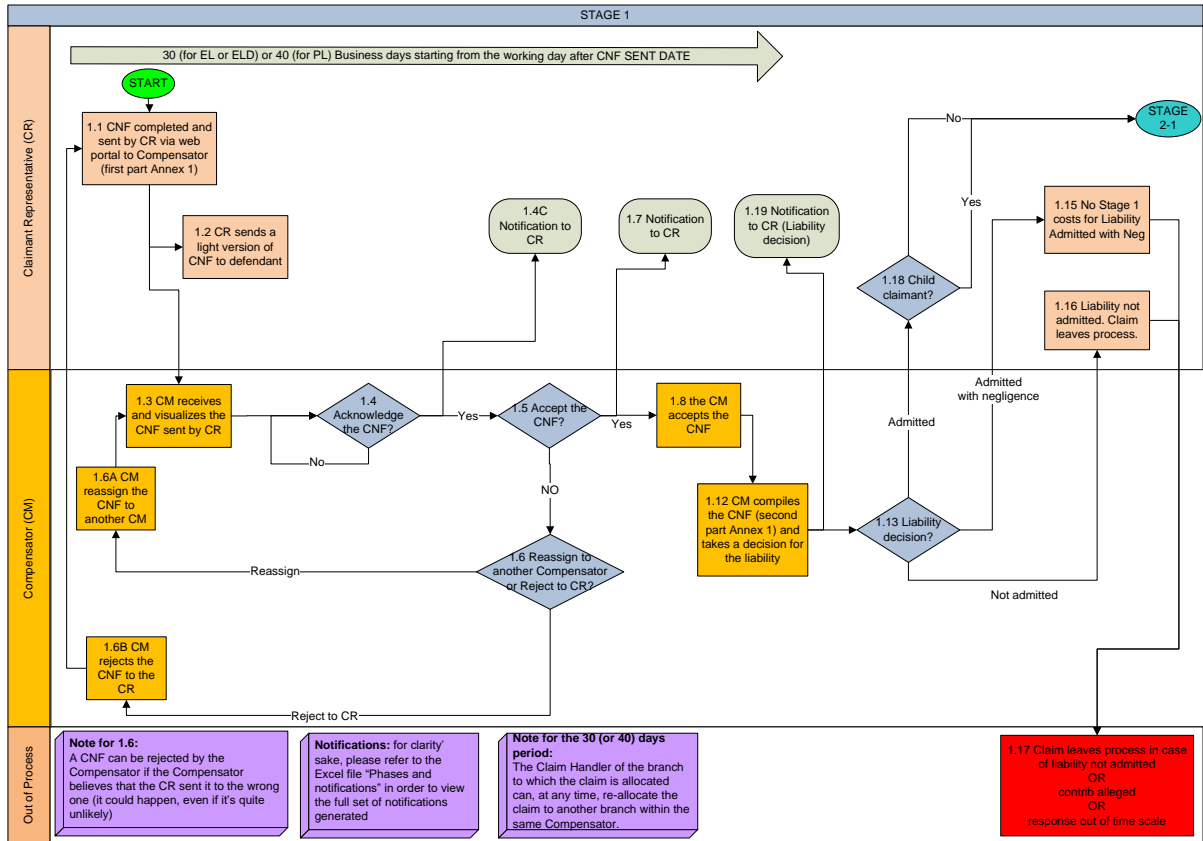 STAGE 1
30 (for EL or ELD) or 40 (for PL) Business days starting from the working day after CNF SENT DATE
Claimant Representative (CR)
START
1.1 CNF completed and
sent by CR via web
portal to Compensator
(first part Annex 1)
1.2 CR sends a
light version of
CNF to defendant
1.4C
Notification to
CR
1.7 Notification
to CR
1.19 Notification
to CR (Liability
decision)
No
Yes
STAGE
2-1
1.18 Child
claimant?
1.15 No Stage 1
costs for Liability
Admitted with Neg
1.16 Liability not
admitted. Claim
leaves process.
Compensator (CM)
1.3 CM receives
and visualizes the
CNF sent by CR
1.4
Acknowledge
the CNF?
No
Yes
1.5 Accept the
CNF?
Yes
NO
1.8 the CM
accepts the
CNF
Admitted
Admitted
with negligence
1.6A CM
reassign the
CNF to
another CM
1.12 CM compiles
the CNF (second
part Annex 1) and
takes a decision for
the liability
1.13 Liability
decision?
Not admitted
Reassign
1.6 Reassign to
another Compensator
or Reject to CR?
1.6B CM
rejects the
CNF to the
CR
Reject to CR
Out of Process
Note for 1.6:
A CNF can be rejected by the
Compensator if the Compensator
believes that the CR sent it to the wrong
one (it could happen, even if it's quite
unlikely)
Notifications: for clarity'
sake, please refer to the
Excel file “Phases and
notifications” in order to view
the full set of notifications
generated
Note for the 30 (or 40) days
period:
The Claim Handler of the branch
to which the claim is allocated
can, at any time, re-allocate the
claim to another branch within the
same Compensator.
1.17 Claim leaves process in case
of liability not admitted
OR
contrib alleged
OR
response out of time scale